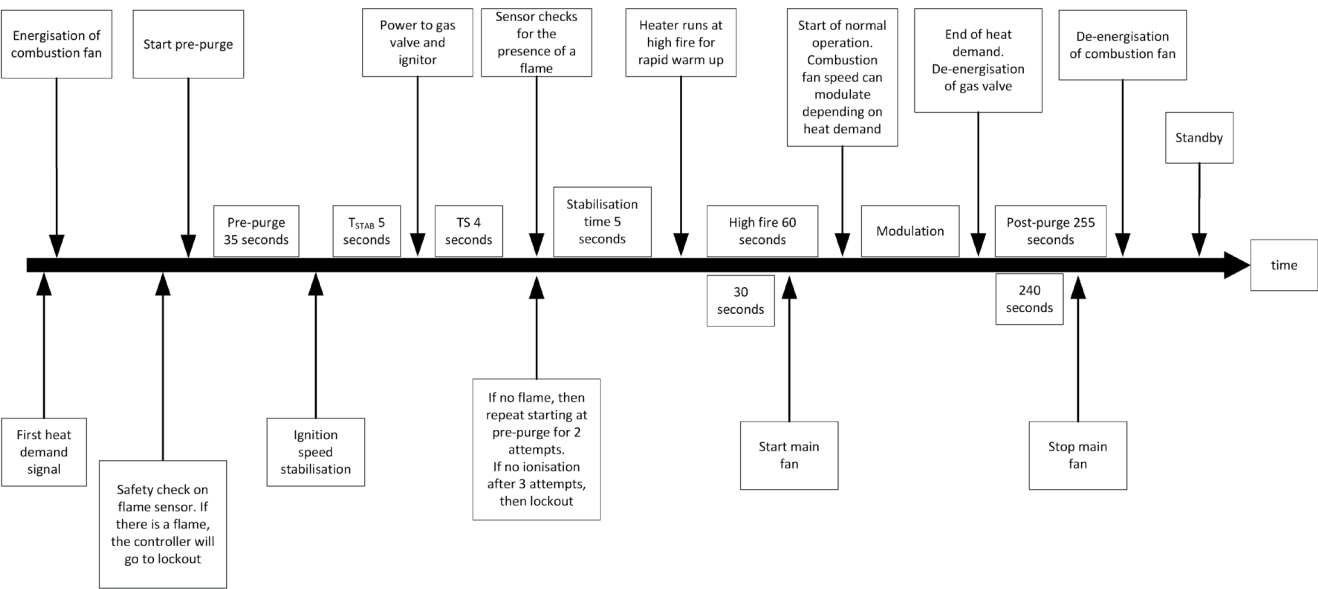 Energisation of
combustion fan
Start pre-purge
Power to gas
valve and
ignitor
Sensor checks
for the
presence of a
flame
Heater runs at
high fire for
rapid warm up
Start of normal
operation.
Combustion
fan speed can
modulate
depending on
heat demand
End of heat
demand.
De-energisation
of gas valve
De-energisation
of combustion fan
Standby
Pre-purge
35 seconds
TSTAB 5
seconds
TS 4
seconds
Stabilisation
time 5
seconds
High fire 60
seconds
Modulation
Post-purge 255
seconds
time
30
seconds
240
seconds
First heat
demand
signal
Safety check on
flame sensor. If
there is a flame,
the controller will
go to lockout
Ignition
speed
stabilisation
If no flame, then
repeat starting at
pre-purge for 2
attempts.
If no ionisation
after 3 attempts,
then lockout
Start main
fan
Stop main
fan